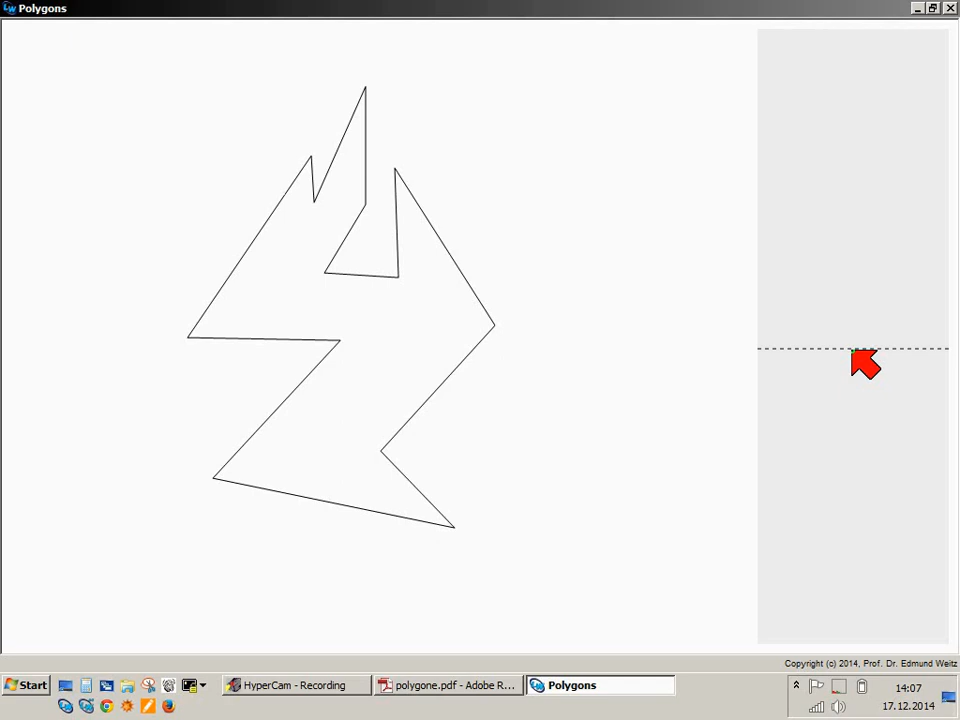 Polygons
Copyright (c) 2014, Prof. Dr. Edmund Weitz
Start
HyperCam - Recording
polygone.pdf - Adobe R...
Polygons
14:07
17.12.2014